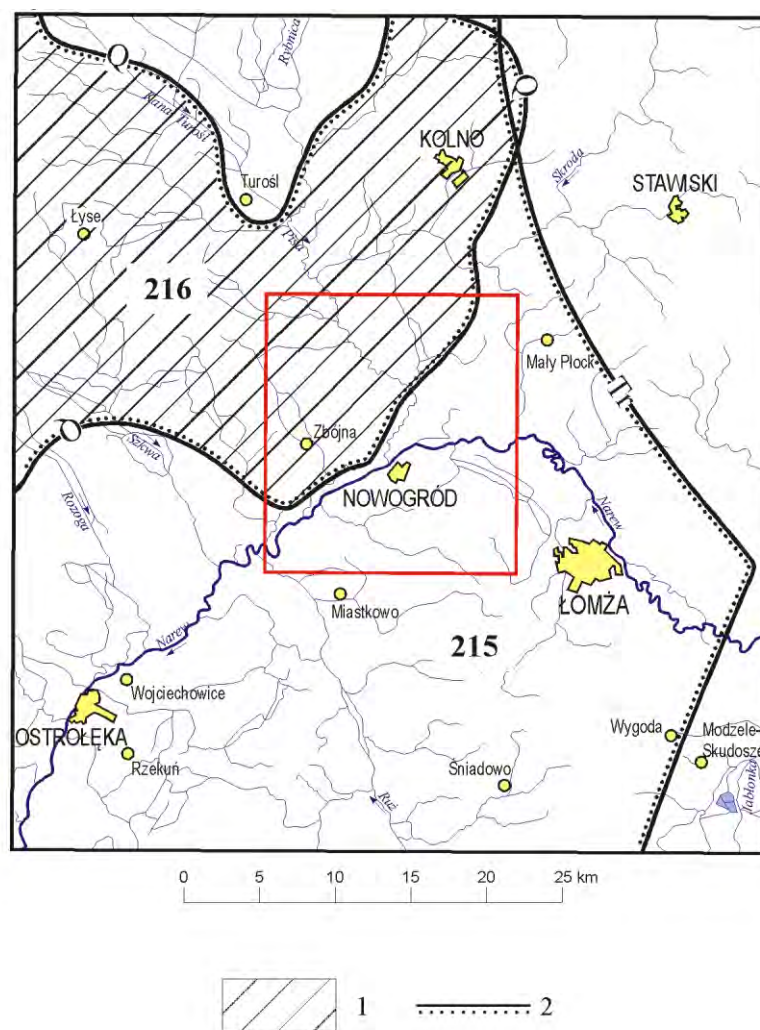 Q
Rybnica
Kanał Turośl
Q
KOLNO
Skroda
STAWISKI
Turośl
Łyse
Pisa
216
Mały Płock
Tr
Q
Szkwa
Zbójna
NOWOGRÓD
Rozoga
Narew
ŁOMŻA
Miastkowo
215
Narew
Wojciechowice
OSTROŁĘKA
Rzekuń
Wygoda
Modzele-
Skudosze
Śniadowo
Ruż
Jabłonka
0 5 10 15 20 25 km
1 2